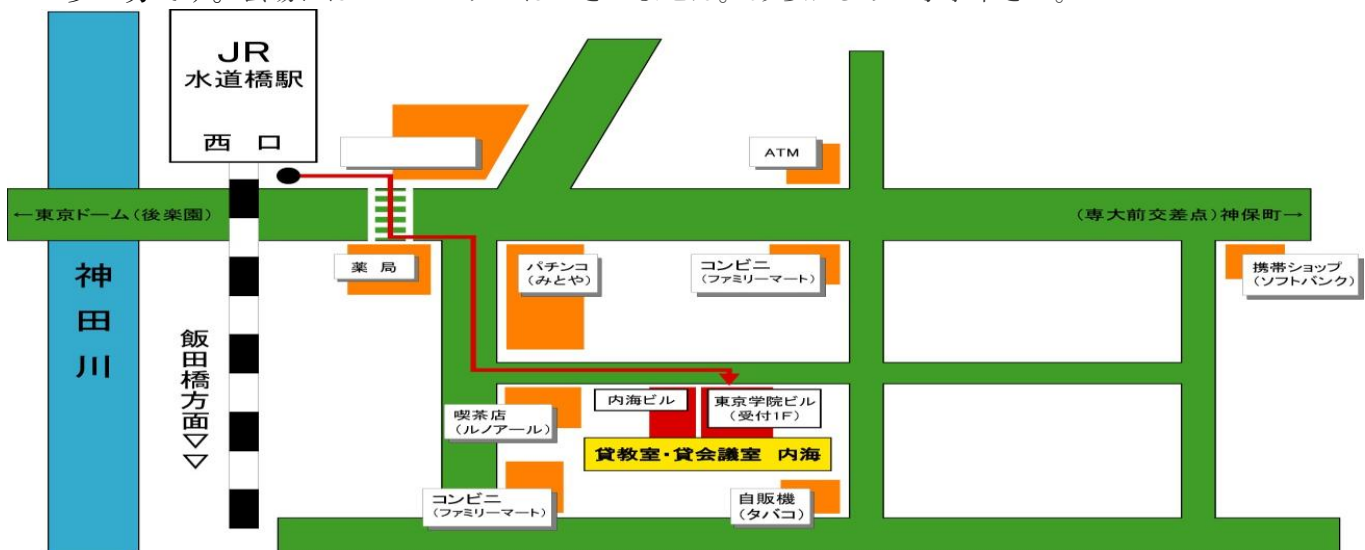 JR
水道橋駅
西 口
ATM
←東京ドーム(後楽園)
(専大前交差点)神保町→
薬 局
パチンコ
(みとや)
コンビニ
(ファミリーマート)
携帯ショップ
(ソフトバンク)
神田川
飯田橋方面▽▽
内海ビル
東京学院ビル
(受付1F)
喫茶店
(ルノアール)
貸教室・貸会議室 内海
コンビニ
(ファミリーマート)
自販機
(タバコ)